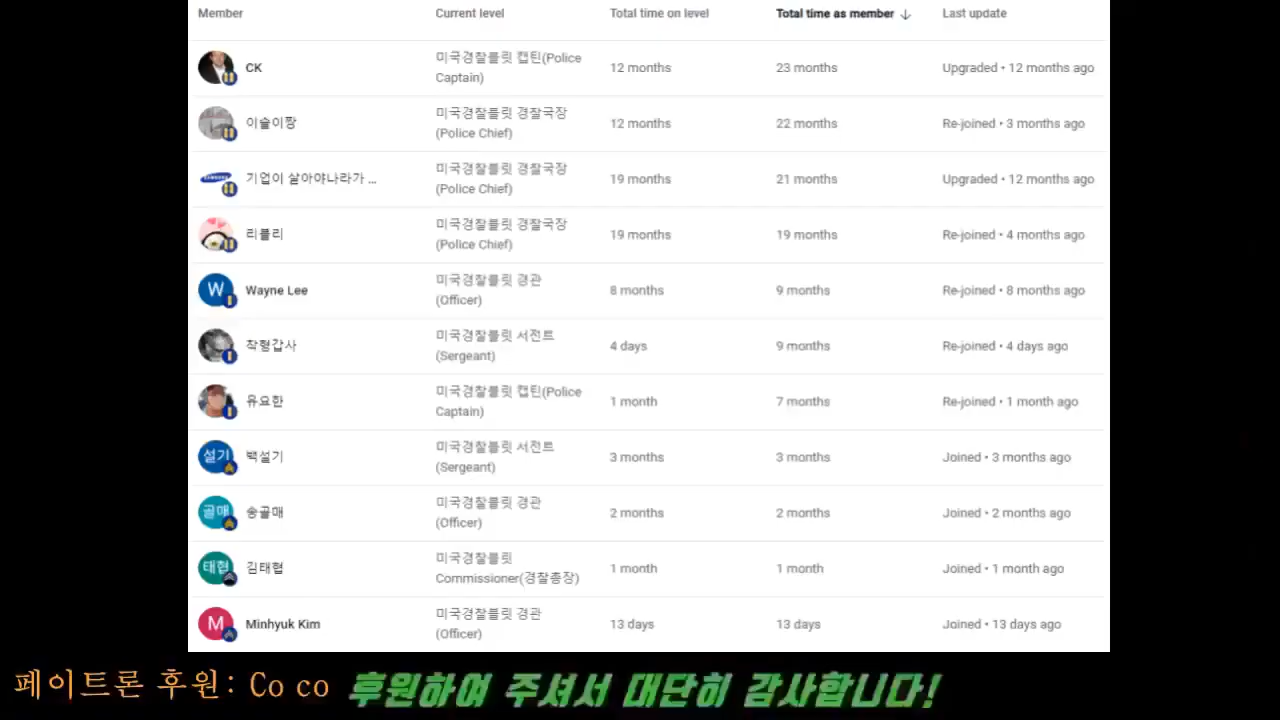 Member Current level Total time on level Total time as member ↓ Last update
CK 미국경찰블릿 캡틴(Police Captain) 12 months 23 months Upgraded • 12 months ago
이슬이짱 미국경찰블릿 경찰국장 (Police Chief) 12 months 22 months Re-joined • 3 months ago
SAMSUNG 기업이 살아야나라가 ... 미국경찰블릿 경찰국장 (Police Chief) 19 months 21 months Upgraded • 12 months ago
리폴리 미국경찰블릿 경찰국장 (Police Chief) 19 months 19 months Re-joined • 4 months ago
W Wayne Lee 미국경찰블릿 경관 (Officer) 8 months 9 months Re-joined • 8 months ago
착형갑사 미국경찰블릿 서전트 (Sergeant) 4 days 9 months Re-joined • 4 days ago
유요한 미국경찰블릿 캡틴(Police Captain) 1 month 7 months Re-joined • 1 month ago
설기 백설기 미국경찰블릿 서전트 (Sergeant) 3 months 3 months Joined • 3 months ago
골매 송골매 미국경찰블릿 경관 (Officer) 2 months 2 months Joined • 2 months ago
태협 김태협 미국경찰블릿 Commissioner(경찰총장) 1 month 1 month Joined • 1 month ago
M Minhyuk Kim 미국경찰블릿 경관 (Officer) 13 days 13 days Joined • 13 days ago
페이트론 후원: Co co 후원하여 주셔서 대단히 감사합니다!